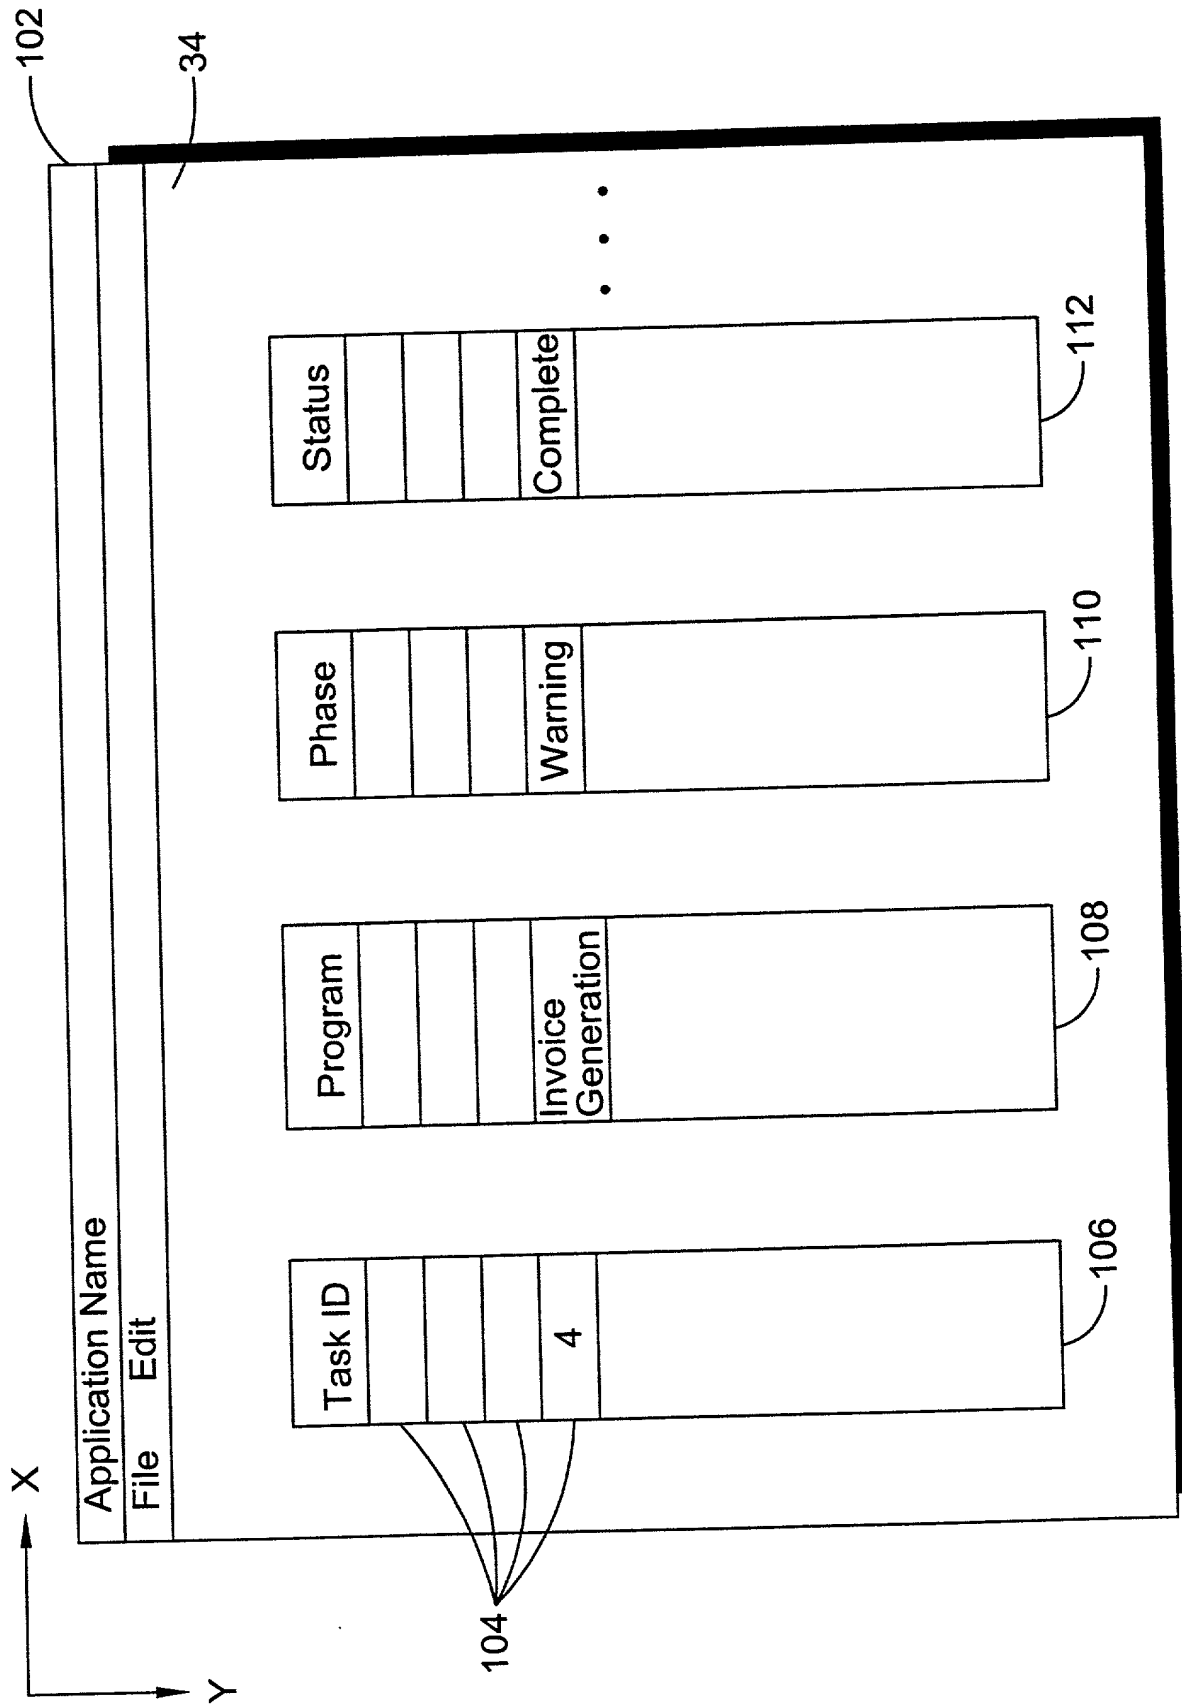 X
Y
102
34
Application Name
File Edit
Task ID
Program
Phase
Status
4
Invoice
Generation
Warning
Complete
104
106
108
110
112